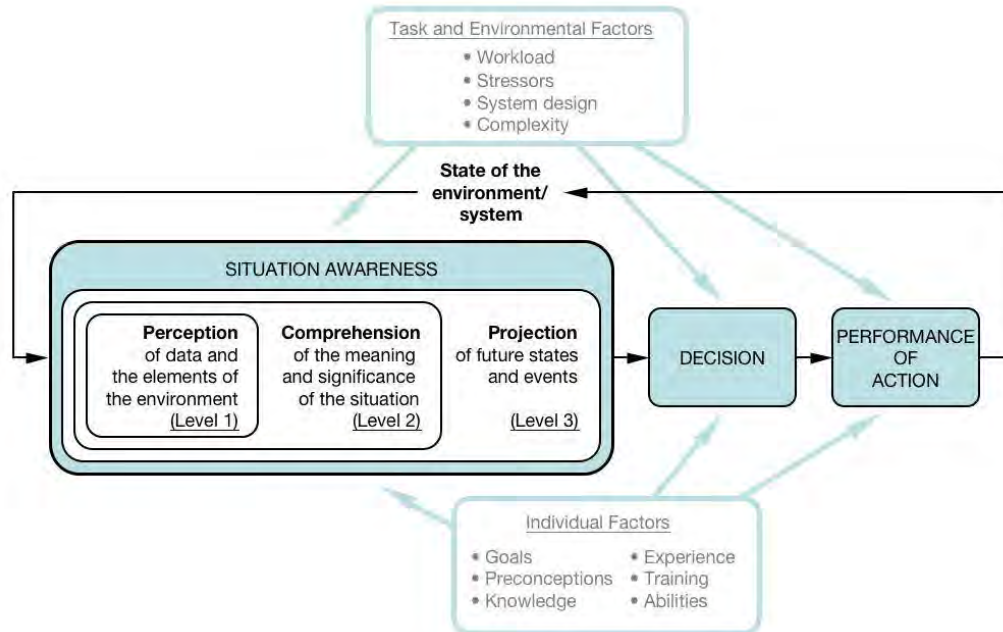 Task and Environmental Factors
• Workload
• Stressors
• System design
• Complexity
State of the
environment/
system
SITUATION AWARENESS
Perception
of data and
the elements of
the environment
(Level 1)
Comprehension
of the meaning
and significance
of the situation
(Level 2)
Projection
of future states
and events
(Level 3)
DECISION
PERFORMANCE
OF
ACTION
Individual Factors
• Goals
• Preconceptions
• Knowledge
• Experience
• Training
• Abilities